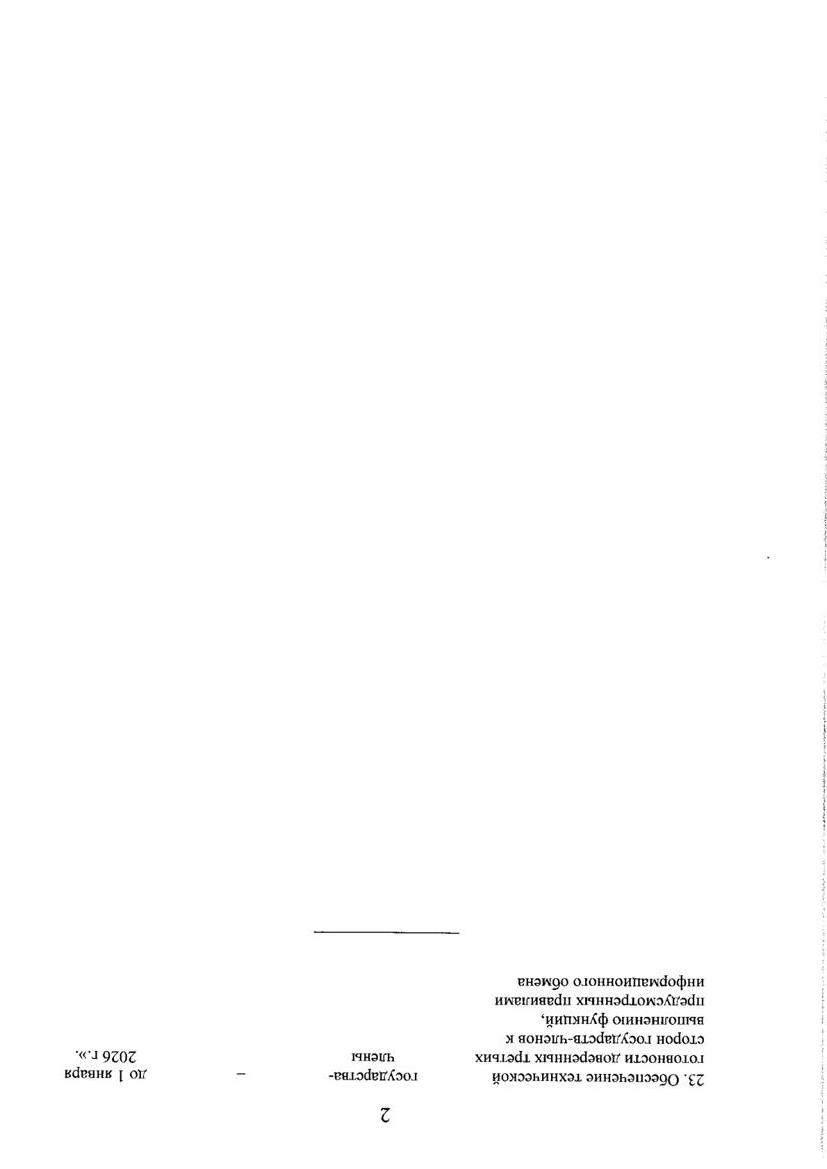 2
23. Обеспечение технической государства- – до 1 января
готовности доверенных третьих члены 2026 г.».
сторон государств-членов к
выполнению функций,
предусмотренных правилами
информационного обмена